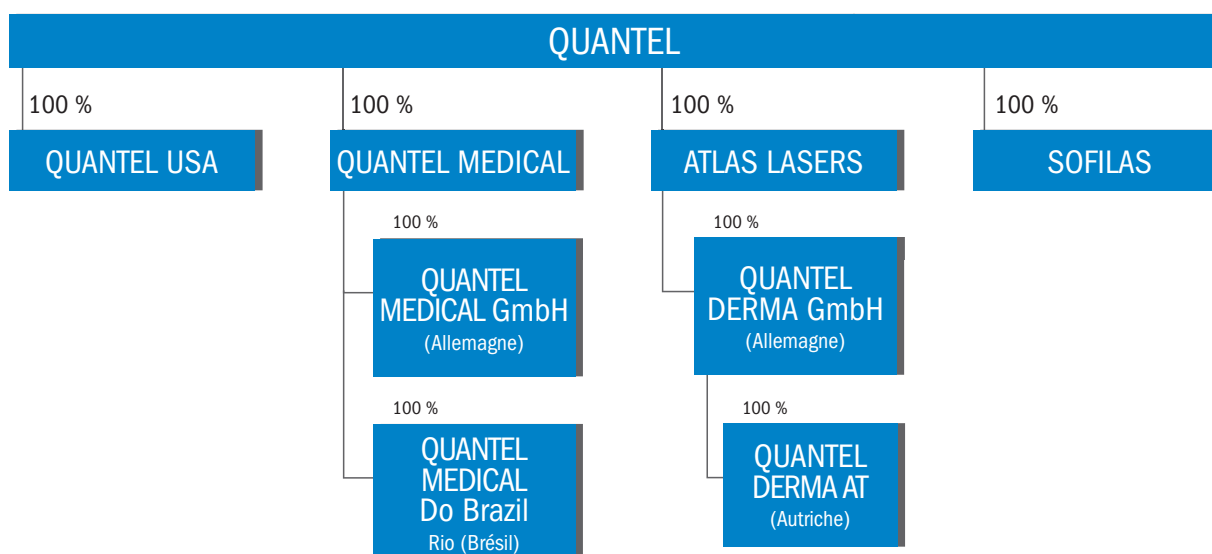 QUANTEL
100 %
100 %
100 %
100 %
QUANTEL USA
QUANTEL MEDICAL
ATLAS LASERS
SOFILAS
100 %
QUANTEL
MEDICAL GmbH
(Allemagne)
100 %
QUANTEL
DERMA GmbH
(Allemagne)
100 %
QUANTEL
MEDICAL
Do Brazil
Rio (Brésil)
100 %
QUANTEL
DERMA AT
(Autriche)